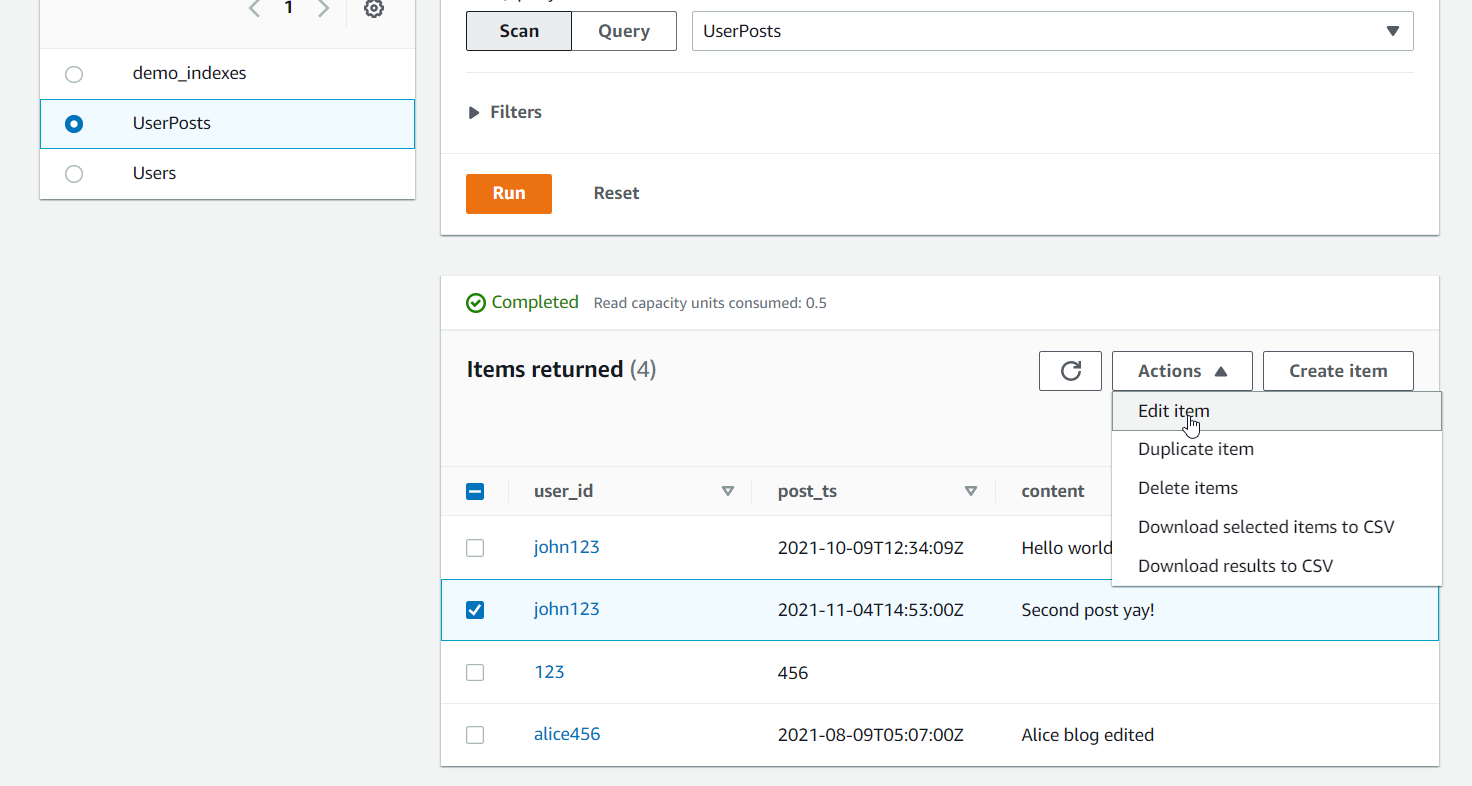 1
demo_indexes
UserPosts
Users
Scan
Query
UserPosts
Filters
Run
Reset
Completed
Read capacity units consumed: 0.5
Items returned (4)
Actions
Create item
Edit item
Duplicate item
Delete items
Download selected items to CSV
Download results to CSV
user_id
post_ts
content
john123
2021-10-09T12:34:09Z
Hello world
john123
2021-11-04T14:53:00Z
Second post yay!
123
456
alice456
2021-08-09T05:07:00Z
Alice blog edited